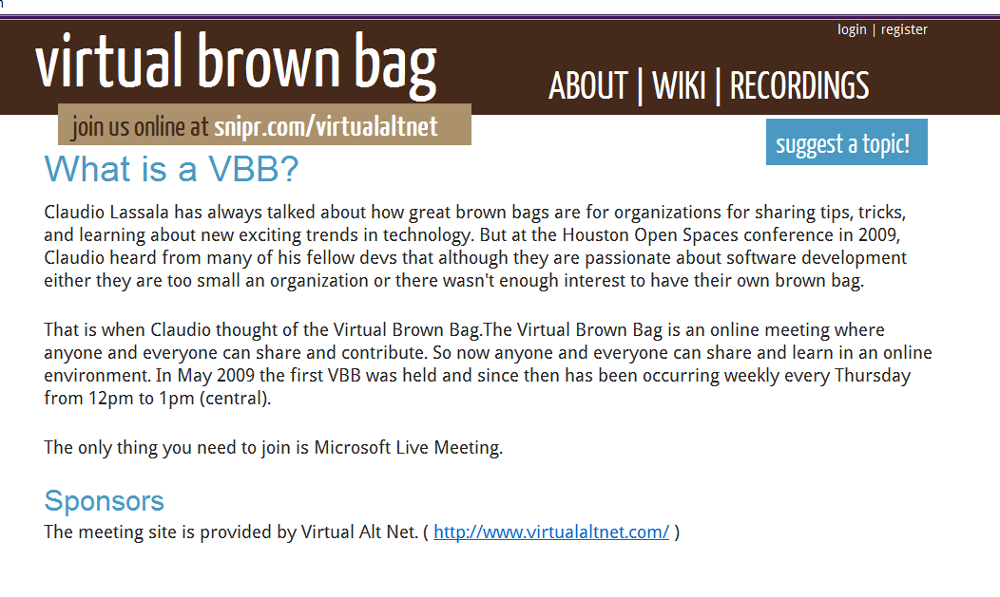 login | register
virtual brown bag
ABOUT | WIKI | RECORDINGS
join us online at snipr.com/virtualaltnet
suggest a topic!
What is a VBB?
Claudio Lassala has always talked about how great brown bags are for organizations for sharing tips, tricks,
and learning about new exciting trends in technology. But at the Houston Open Spaces conference in 2009,
Claudio heard from many of his fellow devs that although they are passionate about software development
either they are too small an organization or there wasn't enough interest to have their own brown bag.
That is when Claudio thought of the Virtual Brown Bag.The Virtual Brown Bag is an online meeting where
anyone and everyone can share and contribute. So now anyone and everyone can share and learn in an online
environment. In May 2009 the first VBB was held and since then has been occurring weekly every Thursday
from 12pm to 1pm (central).
The only thing you need to join is Microsoft Live Meeting.
Sponsors
The meeting site is provided by Virtual Alt Net. ( http://www.virtualaltnet.com/ )